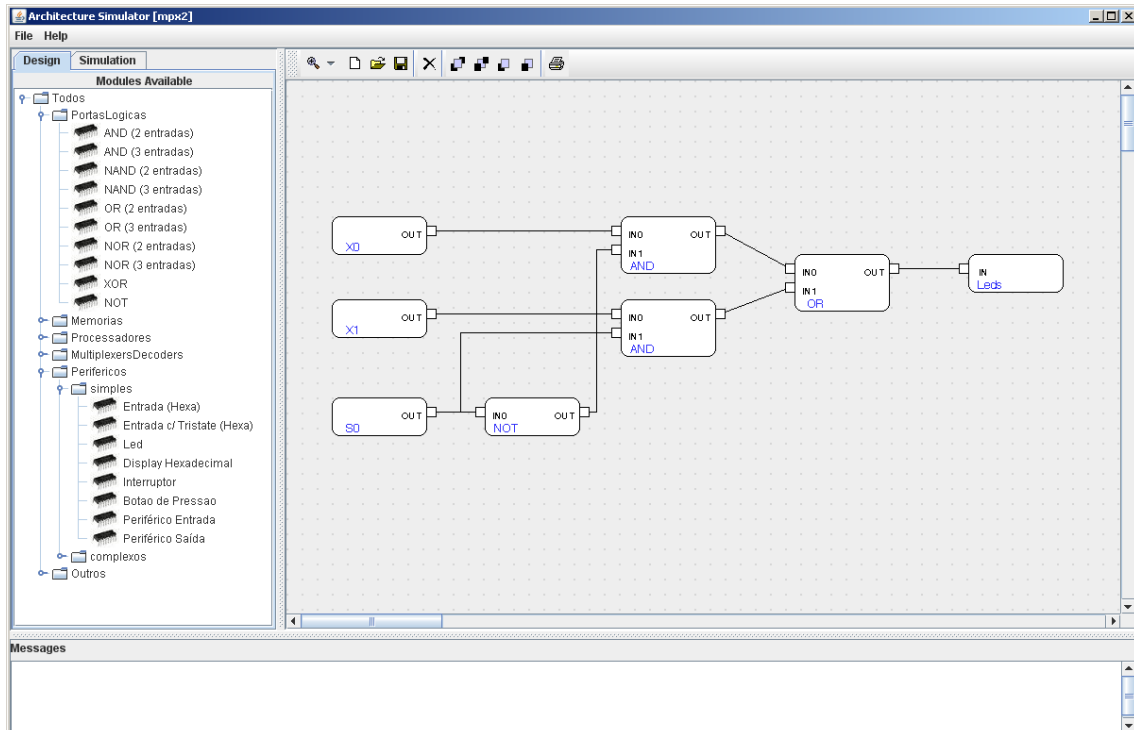 Architecture Simulator [mpx2]
File Help
Design Simulation
Modules Available
Todos
PortasLogicas
AND (2 entradas)
AND (3 entradas)
NAND (2 entradas)
NAND (3 entradas)
OR (2 entradas)
OR (3 entradas)
NOR (2 entradas)
NOR (3 entradas)
XOR
NOT
Memorias
Processadores
MultiplexersDecoders
Perifericos
simples
Entrada (Hexa)
Entrada c/ Tristate (Hexa)
Led
Display Hexadecimal
Interruptor
Botao de Pressao
Periférico Entrada
Periférico Saída
complexos
Outros
OUT
X0
IN0 OUT
IN1
AND
OUT
X1
IN0 OUT
IN1
AND
OUT
S0
IN0 OUT
NOT
IN0 OUT
IN1
OR
IN
Leds
Messages